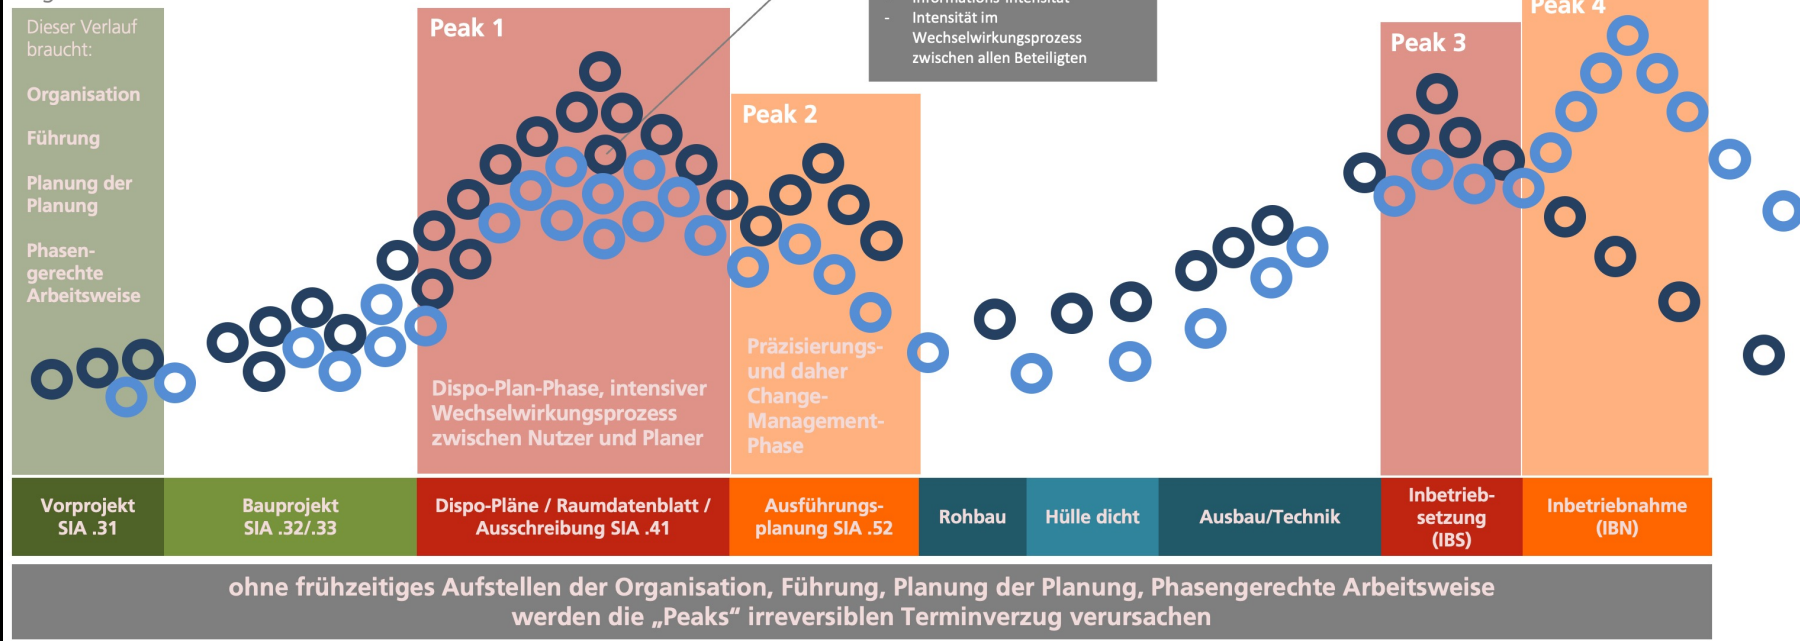 Dieser Verlauf
braucht:
Organisation
Führung
Planung der
Planung
Phasen-
gerechte
Arbeitsweise
Peak 1
Dispo-Plan-Phase, intensiver
Wechselwirkungsprozess
zwischen Nutzer und Planer
Peak 2
Präzisierungs-
und daher
Change-
Management-
Phase
Informations-Intensität
- Intensität im
Wechselwirkungsprozess
zwischen allen Beteiligten
Peak 3
Peak 4
Vorprojekt
SIA .31
Bauprojekt
SIA .32/.33
Dispo-Pläne / Raumdatenblatt /
Ausschreibung SIA .41
Ausführungs-
planung SIA .52
Rohbau
Hülle dicht
Ausbau/Technik
Inbetrieb-
setzung
(IBS)
Inbetriebnahme
(IBN)
ohne frühzeitiges Aufstellen der Organisation, Führung, Planung der Planung, Phasengerechte Arbeitsweise
werden die „Peaks“ irreversiblen Terminverzug verursachen